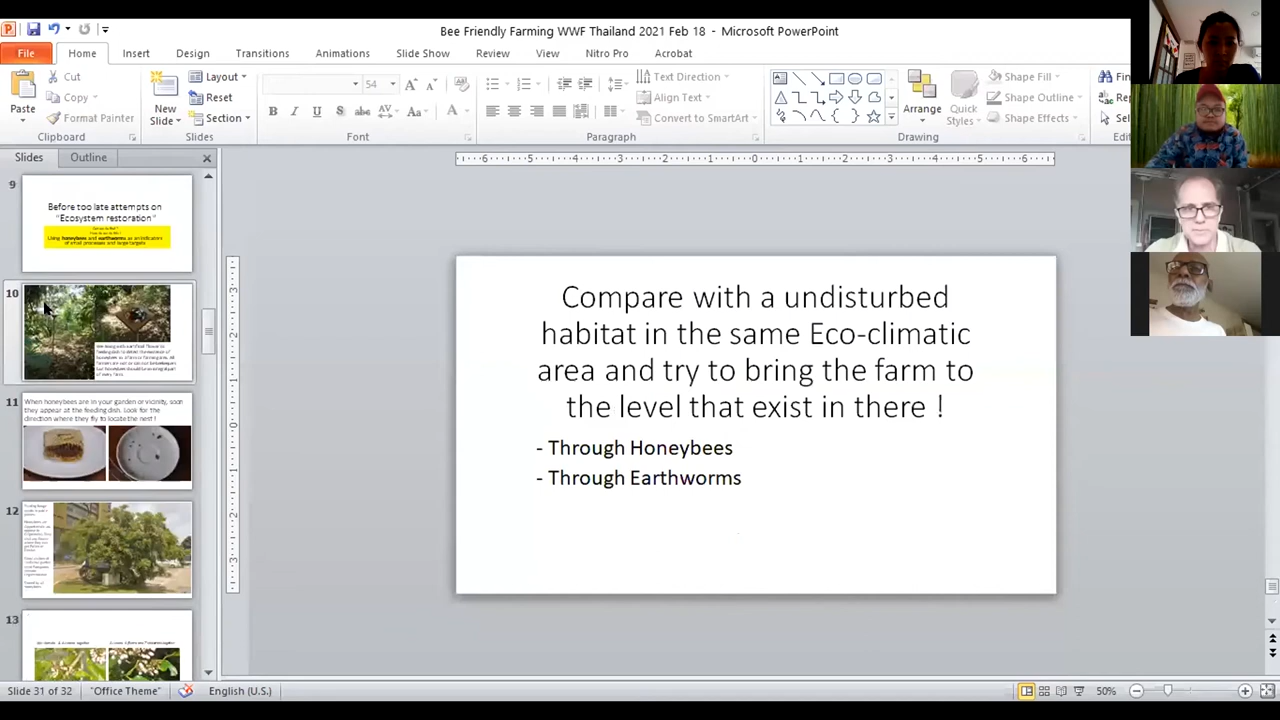 Bee Friendly Farming WWF Thailand 2021 Feb 18 - Microsoft PowerPoint
File Home Insert Design Transitions Animations Slide Show Review View Nitro Pro Acrobat
Paste
Cut
Copy
Format Painter
Clipboard
New Slide
Layout
Reset
Section
Slides
54
B I U S abc AV Aa A
Font
Paragraph
Text Direction
Align Text
Convert to SmartArt
Arrange
Quick Styles
Shape Fill
Shape Outline
Shape Effects
Drawing
Slides Outline
9
Before too late attempts on
"Ecosystem restoration"
10
11
When honeybees are in your garden or vicinity, soon
they appear at the feeding dish. Look for the
direction where they fly to locate the nest !
12
13
Compare with a undisturbed
habitat in the same Eco-climatic
area and try to bring the farm to
the level that exist in there !
- Through Honeybees
- Through Earthworms
Slide 31 of 32 "Office Theme" English (U.S.) 50%